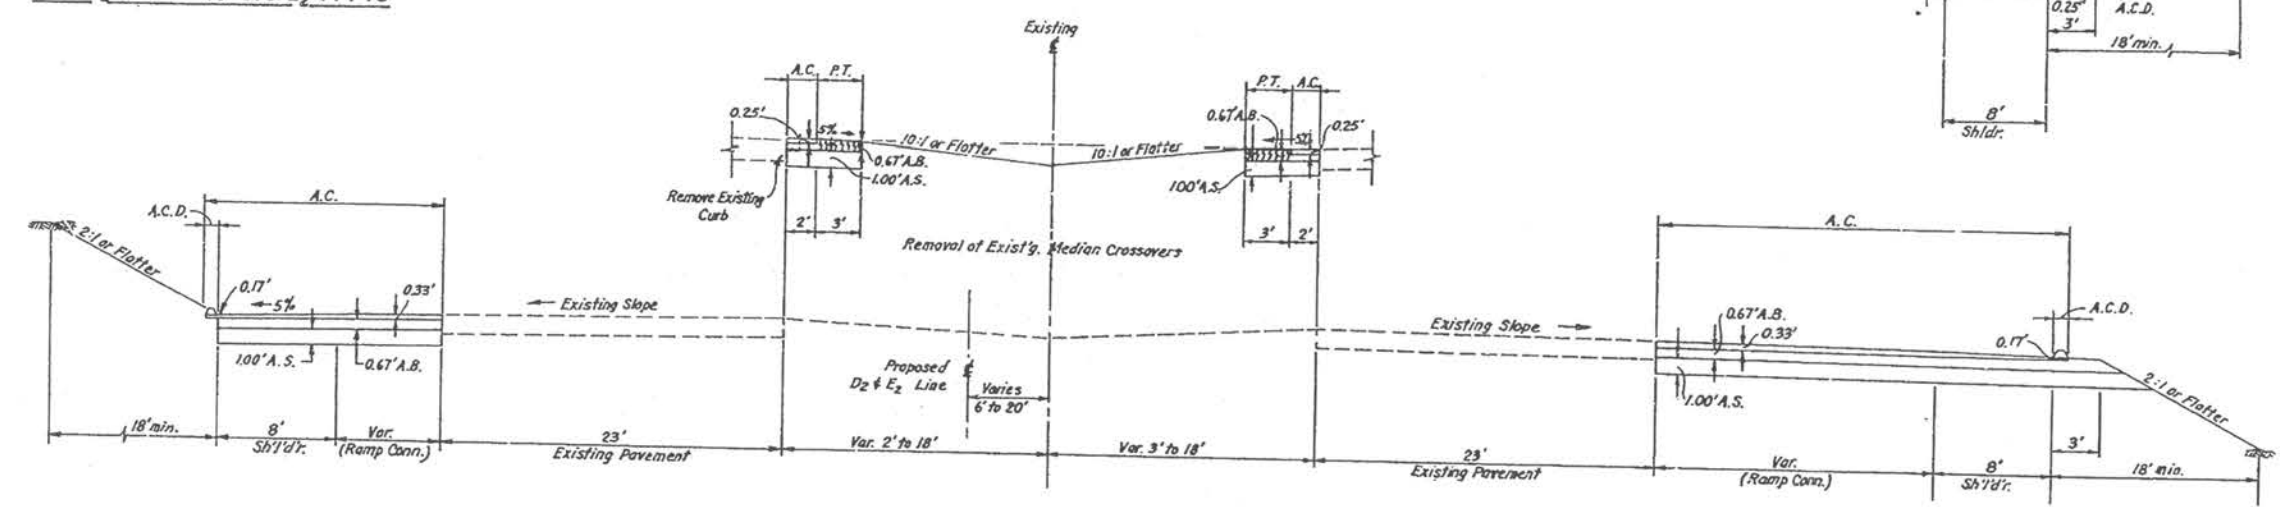 0.25'
A.C.D.
3'
18' min.
8'
Shldr.
Existing
℄
A.C.
P.T.
P.T.
A.C.
0.25'
5%
10:1 or Flatter
0.67' A.B.
1.00' A.S.
Remove Existing
Curb
2'
3'
10:1 or Flatter
0.67' A.B.
5%
0.25'
1.00' A.S.
3'
2'
Removal of Exist'g. Median Crossovers
A.C.
A.C.D.
2:1 or Flatter
0.17'
5%
0.33'
1.00' A.S.
0.67' A.B.
Existing Slope
Proposed
℄
D2 & E2 Line
Varies
6' to 20'
Existing Slope
A.C.
A.C.D.
0.67' A.B.
0.33'
0.17'
1.00' A.S.
2:1 or Flatter
3'
18' min.
8'
Sh'l'd'r.
Var.
(Ramp Conn.)
23'
Existing Pavement
Var. 2' to 18'
Var. 3' to 18'
23'
Existing Pavement
Var.
(Ramp Conn.)
8'
Sh'l'd'r.
18' min.